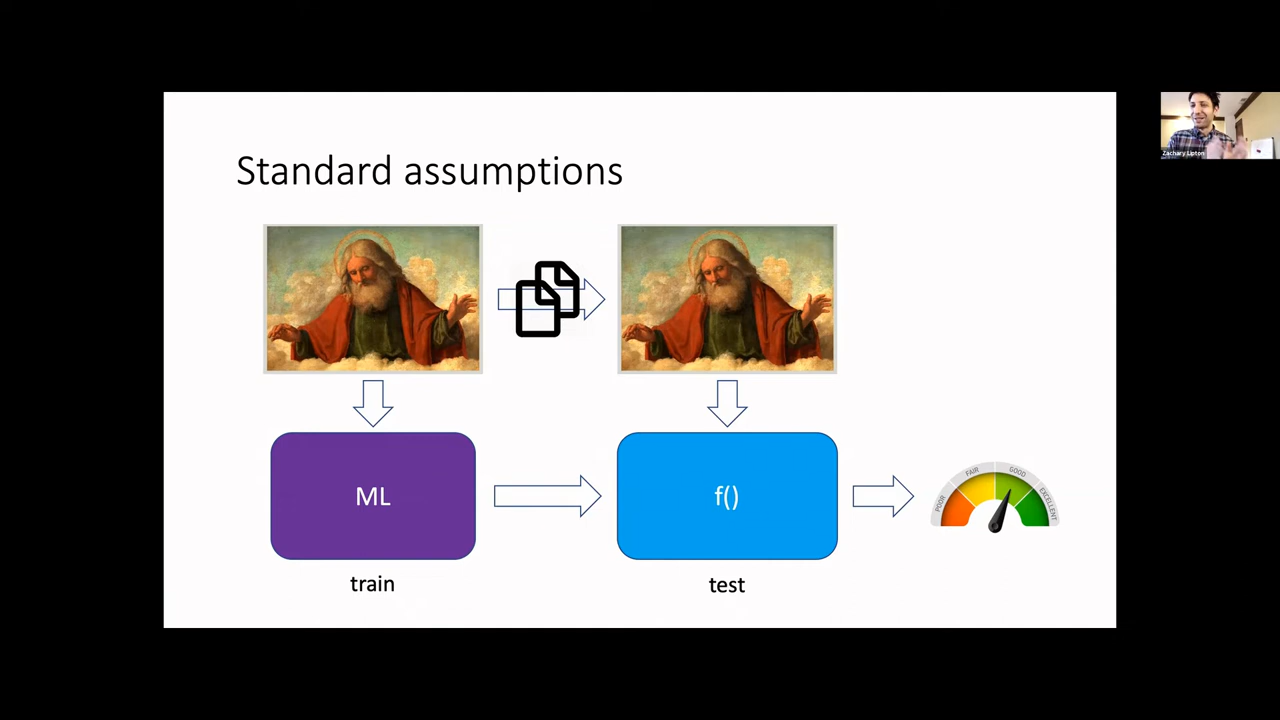 Standard assumptions
Zachary Lipton
ML
f()
POOR
FAIR
GOOD
EXCELLENT
train
test